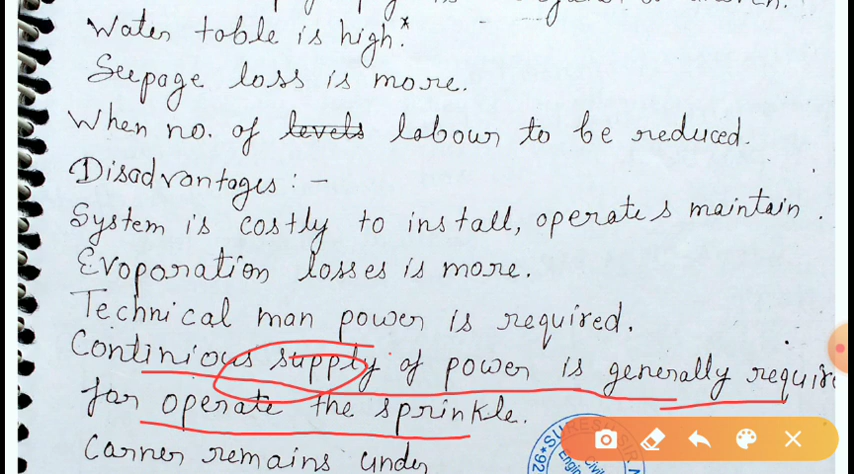 Water table is high.*
Seepage loss is more.
When no. of levels labour to be reduced.
Disadvantages : -
System is costly to install, operate & maintain.
Evoporation losses is more.
Technical man power is required.
Continious supply of power is generally require
for operate the sprinkle.
Corner remains under